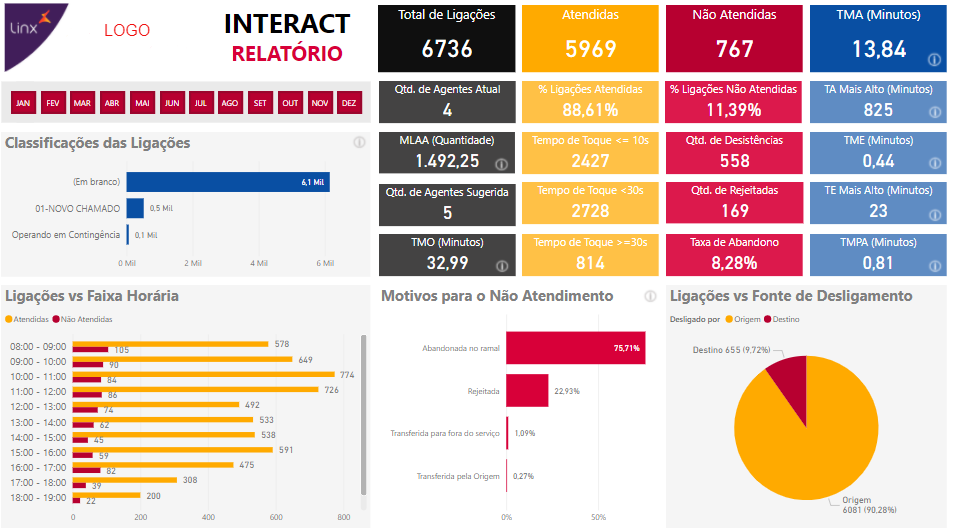 Linx
LOGO
INTERACT
RELATÓRIO
JAN FEV MAR ABR MAI JUN JUL AGO SET OUT NOV DEZ
Total de Ligações
6736
Atendidas
5969
Não Atendidas
767
TMA (Minutos)
13,84
Qtd. de Agentes Atual
4
% Ligações Atendidas
88,61%
% Ligações Não Atendidas
11,39%
TA Mais Alto (Minutos)
825
MLAA (Quantidade)
1.492,25
Tempo de Toque <= 10s
2427
Qtd. de Desistências
558
TME (Minutos)
0,44
Qtd. de Agentes Sugerida
5
Tempo de Toque <30s
2728
Qtd. de Rejeitadas
169
TE Mais Alto (Minutos)
23
TMO (Minutos)
32,99
Tempo de Toque >=30s
814
Taxa de Abandono
8,28%
TMPA (Minutos)
0,81
Classificações das Ligações
(Em branco) 6,1 Mil
01-NOVO CHAMADO 0,5 Mil
Operando em Contingência 0,1 Mil
0 Mil 2 Mil 4 Mil 6 Mil
Ligações vs Faixa Horária
Atendidas Não Atendidas
08:00 - 09:00 578
105
09:00 - 10:00 649
90
10:00 - 11:00 774
84
11:00 - 12:00 726
86
12:00 - 13:00 492
74
13:00 - 14:00 533
62
14:00 - 15:00 538
45
15:00 - 16:00 591
59
16:00 - 17:00 475
82
17:00 - 18:00 308
39
18:00 - 19:00 200
22
0 200 400 600 800
Motivos para o Não Atendimento
Abandonada no ramal 75,71%
Rejeitada 22,93%
Transferida para fora do serviço 1,09%
Transferida pela Origem 0,27%
0% 50%
Ligações vs Fonte de Desligamento
Desligado por Origem Destino
Destino 655 (9,72%)
Origem
6081 (90,28%)